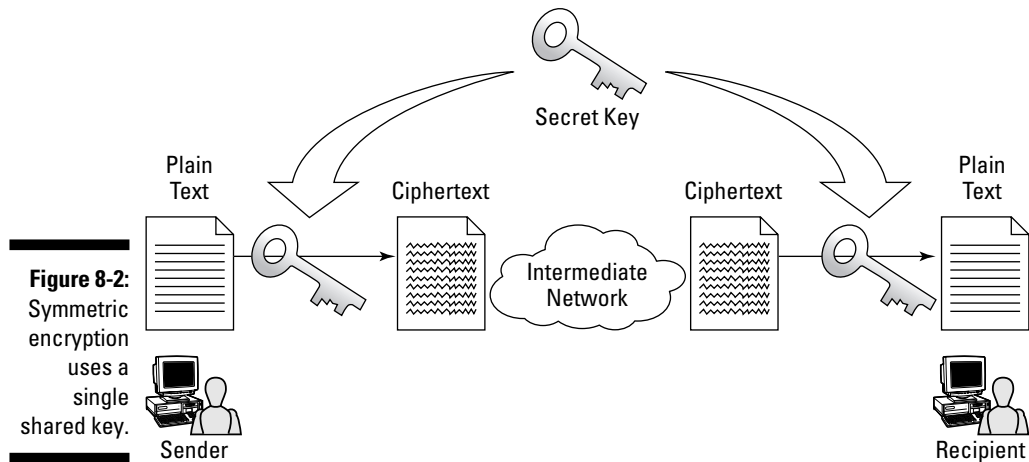 Secret Key
Plain
Text
Ciphertext
Ciphertext
Plain
Text
Intermediate
Network
Figure 8-2:
Symmetric
encryption
uses a
single
shared key.
Sender
Recipient